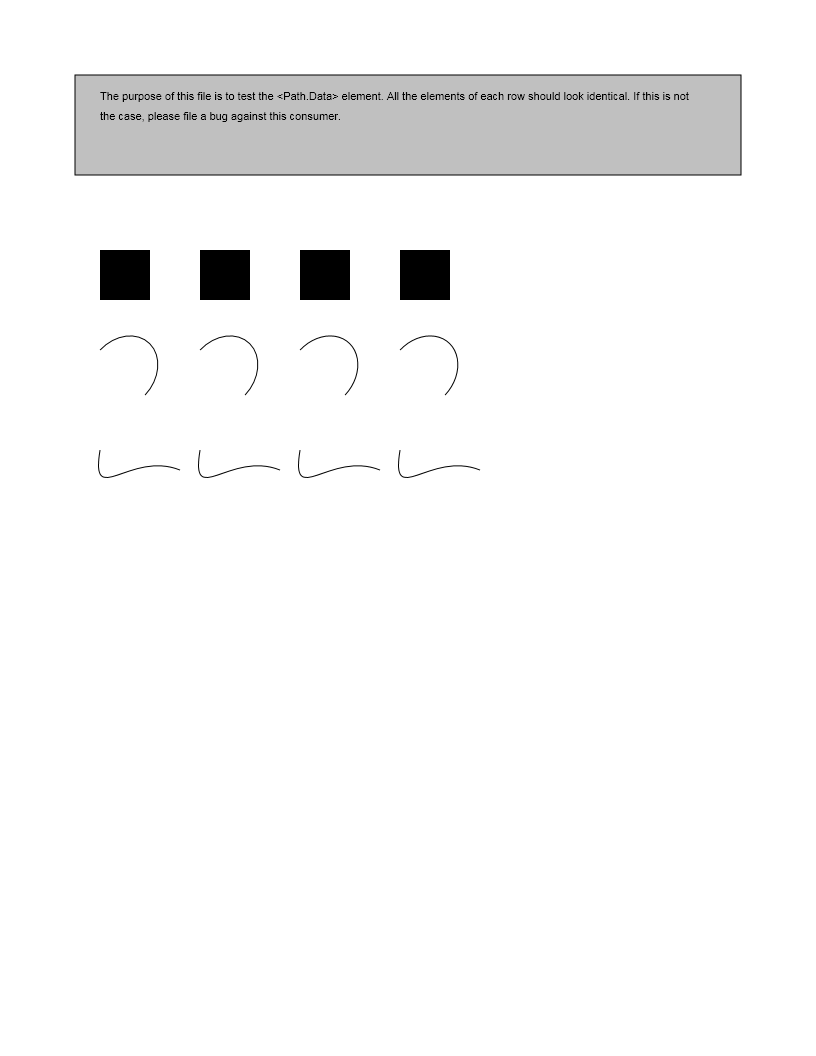 The purpose of this file is to test the <Path.Data> element. All the elements of each row should look identical. If this is not
the case, please file a bug against this consumer.